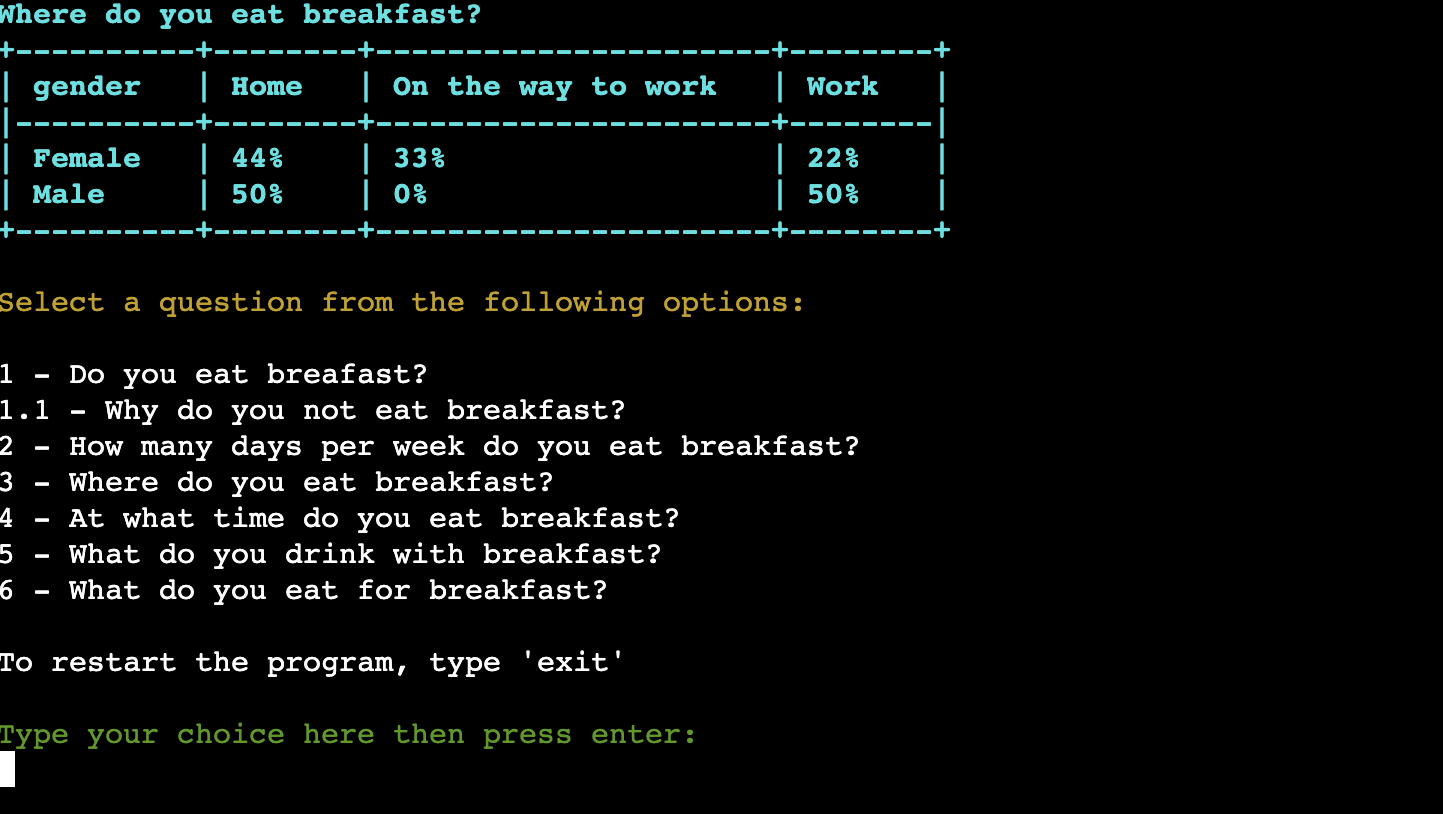 Where do you eat breakfast?
+----------+--------+----------------------+--------+
| gender   | Home   | On the way to work   | Work   |
|----------+--------+----------------------+--------|
| Female   | 44%    | 33%                  | 22%    |
| Male     | 50%    | 0%                   | 50%    |
+----------+--------+----------------------+--------+
Select a question from the following options:
1 - Do you eat breafast?
1.1 - Why do you not eat breakfast?
2 - How many days per week do you eat breakfast?
3 - Where do you eat breakfast?
4 - At what time do you eat breakfast?
5 - What do you drink with breakfast?
6 - What do you eat for breakfast?
To restart the program, type 'exit'
Type your choice here then press enter: